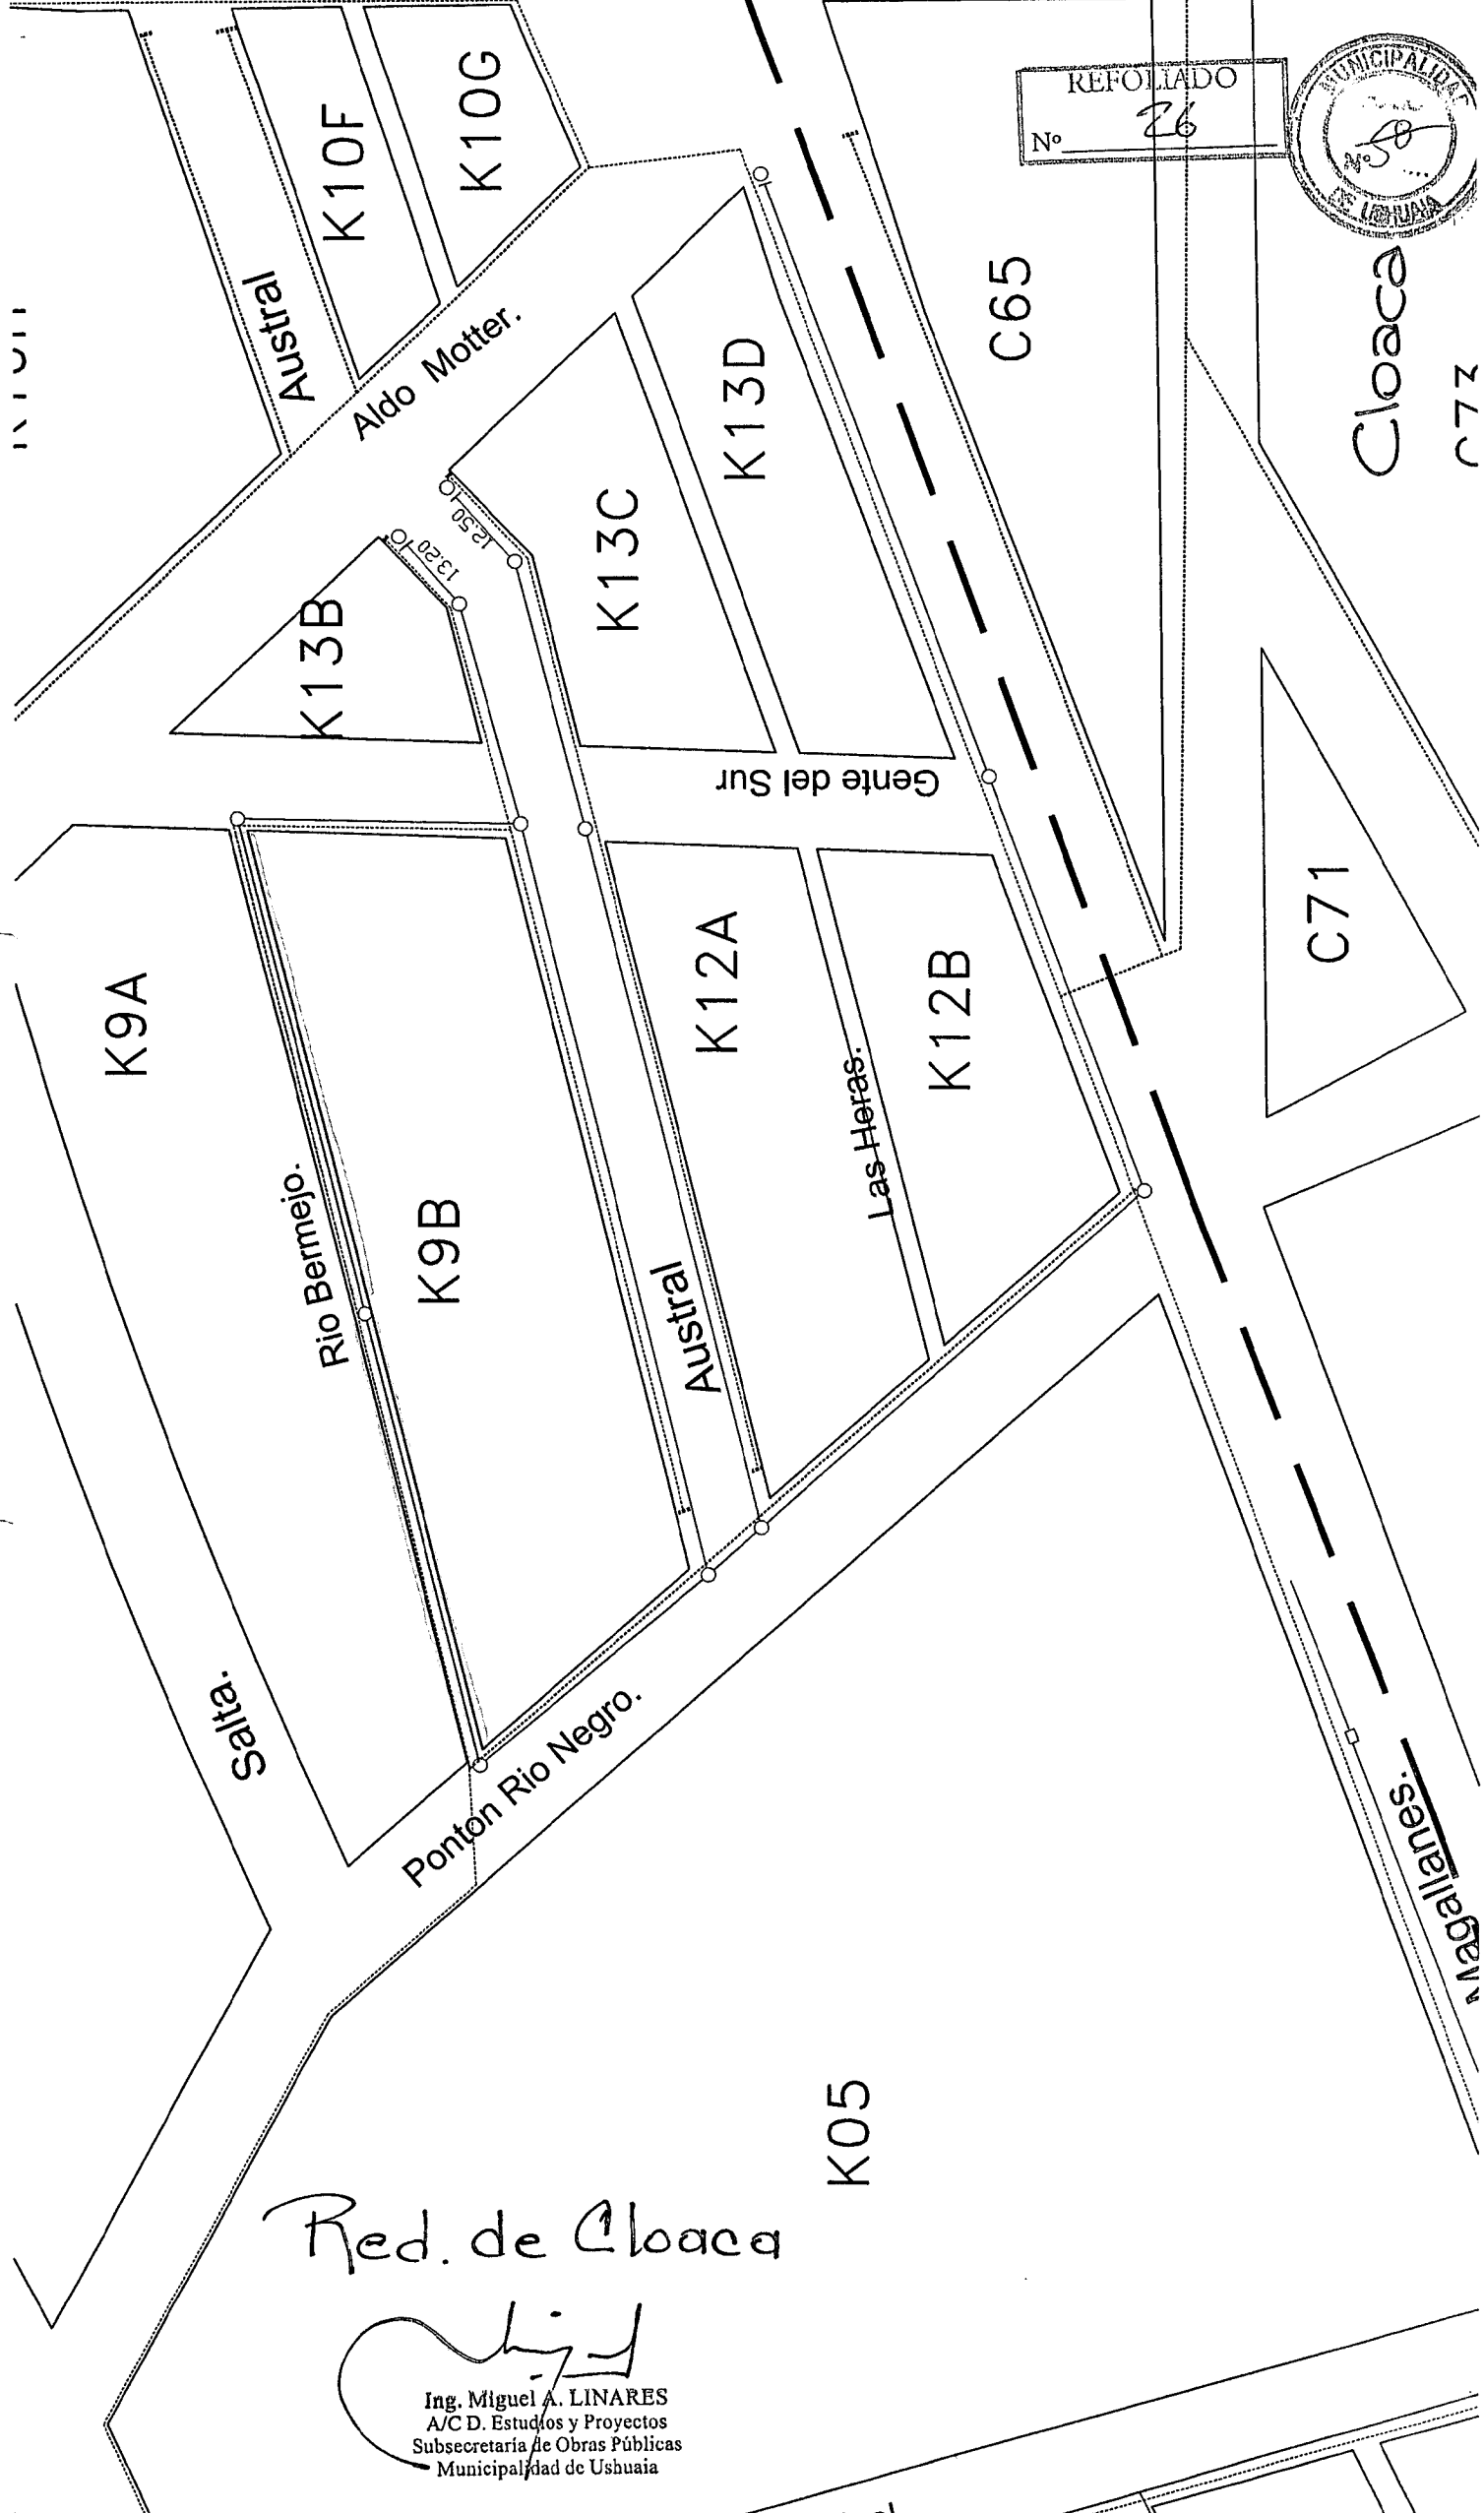 REFOLIADO
Nº 26
MUNICIPALIDAD
Nº 58
DE USHUAIA
Cloaca
C73
K10F
K10G
Austral
Aldo Motter.
C65
K13D
K13C
K13B
12.50
13.20
Gente del Sur
K9A
K12A
K12B
C71
Rio Bermejo.
Las Heras.
K9B
Austral
Salta.
Ponton Rio Negro.
Magallanes.
K05
Red. de Cloaca
Ing. Miguel A. LINARES
A/C D. Estudios y Proyectos
Subsecretaría de Obras Públicas
Municipalidad de Ushuaia